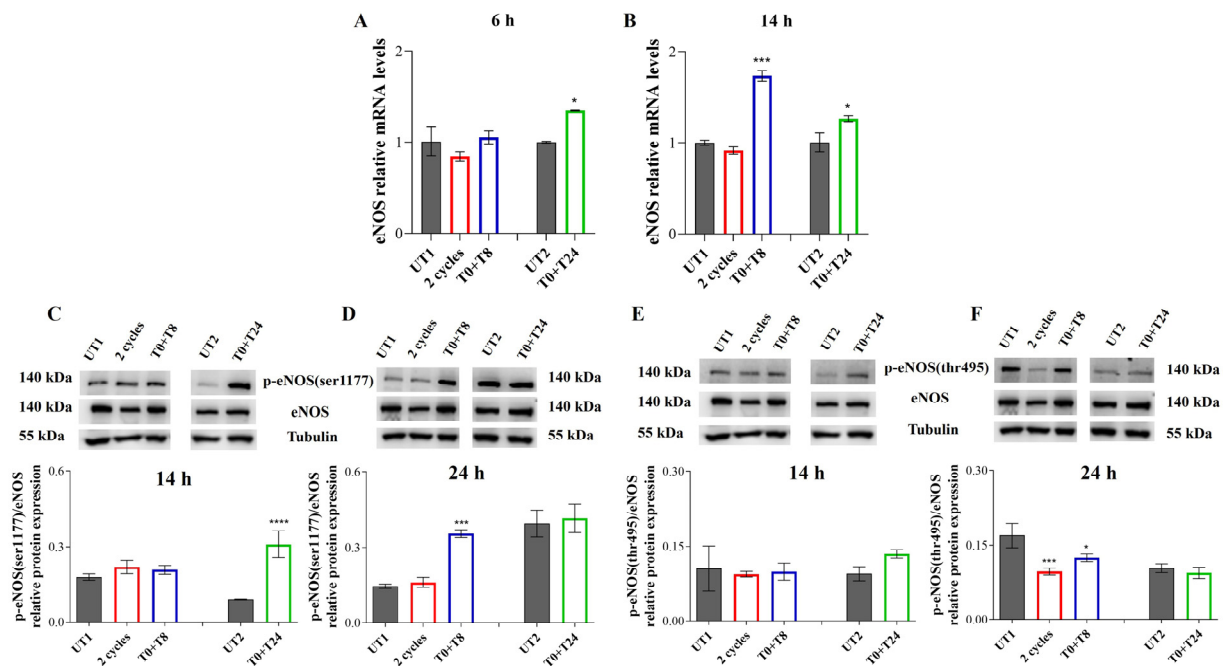 A
6 h
eNOS relative mRNA levels
2
1
0
*
UT1
2 cycles
T0+T8
UT2
T0+T24
B
14 h
eNOS relative mRNA levels
2
1
0
***
*
UT1
2 cycles
T0+T8
UT2
T0+T24
C
UT1
2 cycles
T0+T8
UT2
T0+T24
140 kDa
140 kDa
55 kDa
p-eNOS(ser1177)
eNOS
Tubulin
14 h
p-eNOS(ser1177)/eNOS
relative protein expression
0.6
0.3
0.0
****
UT1
2 cycles
T0+T8
UT2
T0+T24
D
UT1
2 cycles
T0+T8
UT2
T0+T24
140 kDa
140 kDa
55 kDa
24 h
p-eNOS(ser1177)/eNOS
relative protein expression
0.6
0.3
0.0
***
UT1
2 cycles
T0+T8
UT2
T0+T24
E
UT1
2 cycles
T0+T8
UT2
T0+T24
140 kDa
140 kDa
55 kDa
p-eNOS(thr495)
eNOS
Tubulin
14 h
p-eNOS(thr495)/eNOS
relative protein expression
0.30
0.15
0.00
UT1
2 cycles
T0+T8
UT2
T0+T24
F
UT1
2 cycles
T0+T8
UT2
T0+T24
140 kDa
140 kDa
55 kDa
24 h
p-eNOS(thr495)/eNOS
relative protein expression
0.30
0.15
0.00
***
*
UT1
2 cycles
T0+T8
UT2
T0+T24